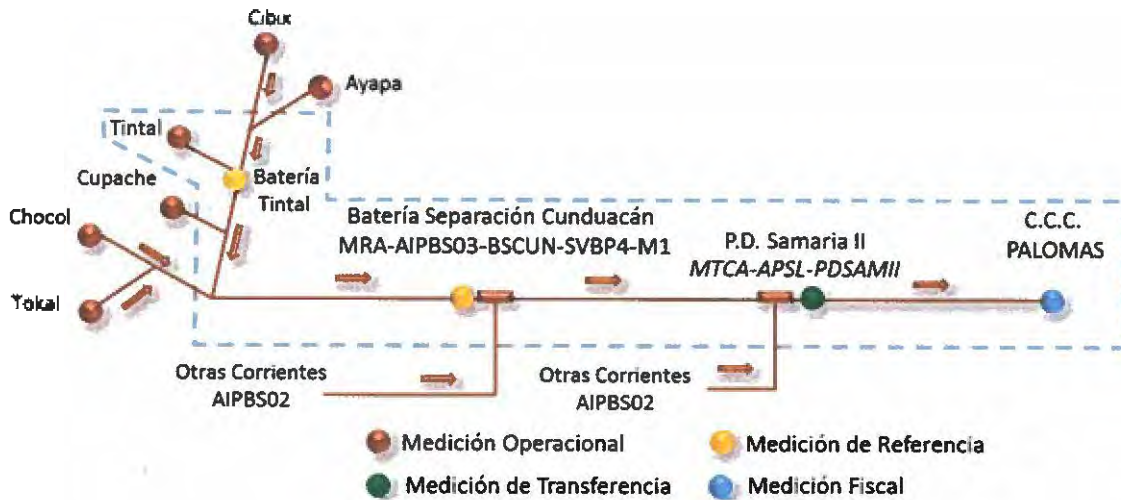 Cibix
Ayapa
Tintal
Batería
Tintal
Cupache
Chocol
Tokal
Batería Separación Cunduacán
MRA-AIPBS03-BSCUN-SVBP4-M1
P.D. Samaria II
MTCA-APSL-PDSAMII
C.C.C.
PALOMAS
Otras Corrientes
AIPBS02
Otras Corrientes
AIPBS02
Medición Operacional
Medición de Referencia
Medición de Transferencia
Medición Fiscal